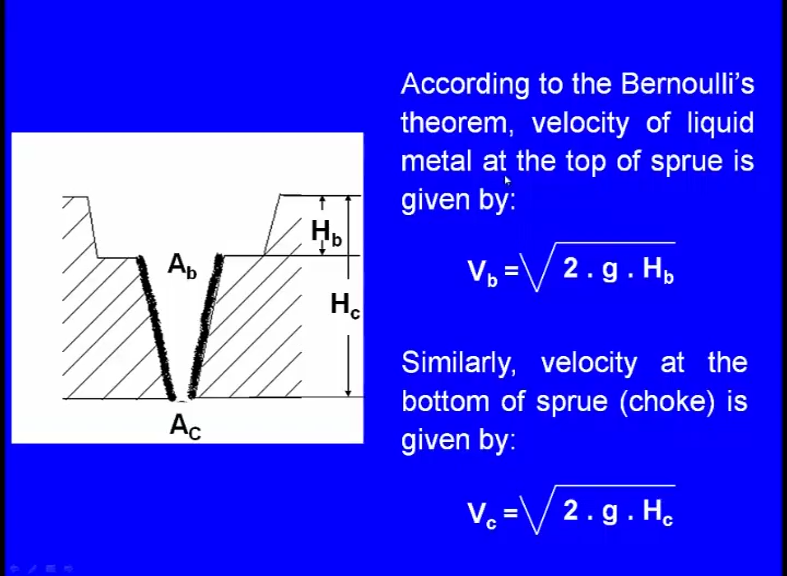 According to the Bernoulli's
theorem, velocity of liquid
metal at the top of sprue is
given by:
V_b = √2 . g . H_b
Similarly, velocity at the
bottom of sprue (choke) is
given by:
V_c = √2 . g . H_c
H_b
A_b
H_c
A_C